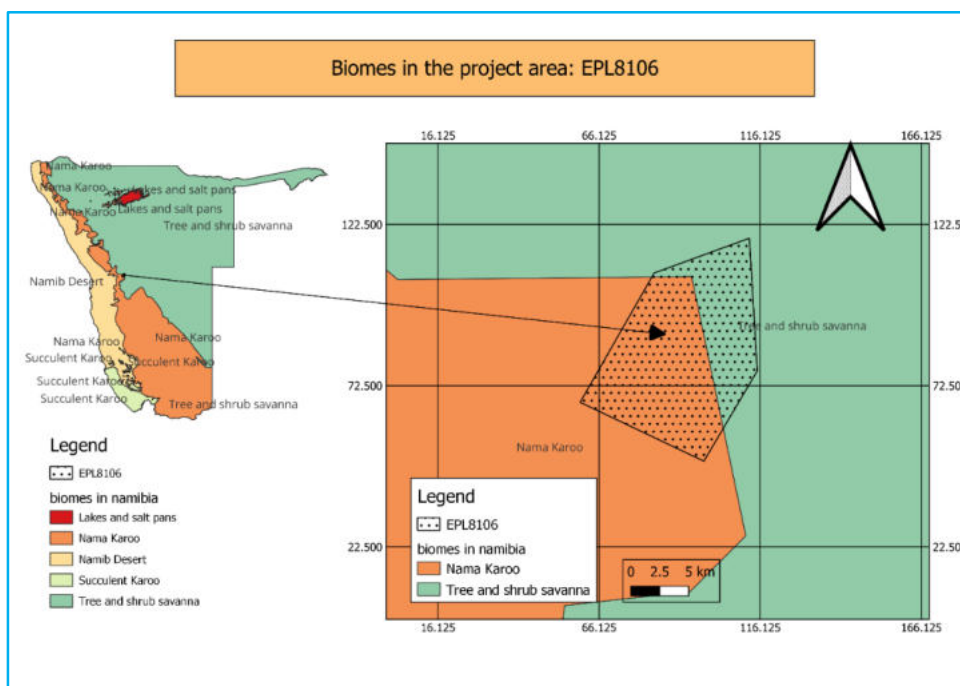 Biomes in the project area: EPL8106
Nama Karoo
Nama Karoo
Lakes and salt pans
Nama Karoo
Lakes and salt pans
Tree and shrub savanna
Namib Desert
Nama Karoo
Nama Karoo
Succulent Karoo
Succulent Karoo
Succulent Karoo
Succulent Karoo
Tree and shrub savanna
Legend
EPL8106
biomes in namibia
Lakes and salt pans
Nama Karoo
Namib Desert
Succulent Karoo
Tree and shrub savanna
16.125 66.125 116.125 166.125
122.500 122.500
Tree and shrub savanna
72.500 72.500
Nama Karoo
Legend
EPL8106
biomes in namibia
Nama Karoo
Tree and shrub savanna
0 2.5 5 km
22.500 22.500
16.125 66.125 116.125 166.125